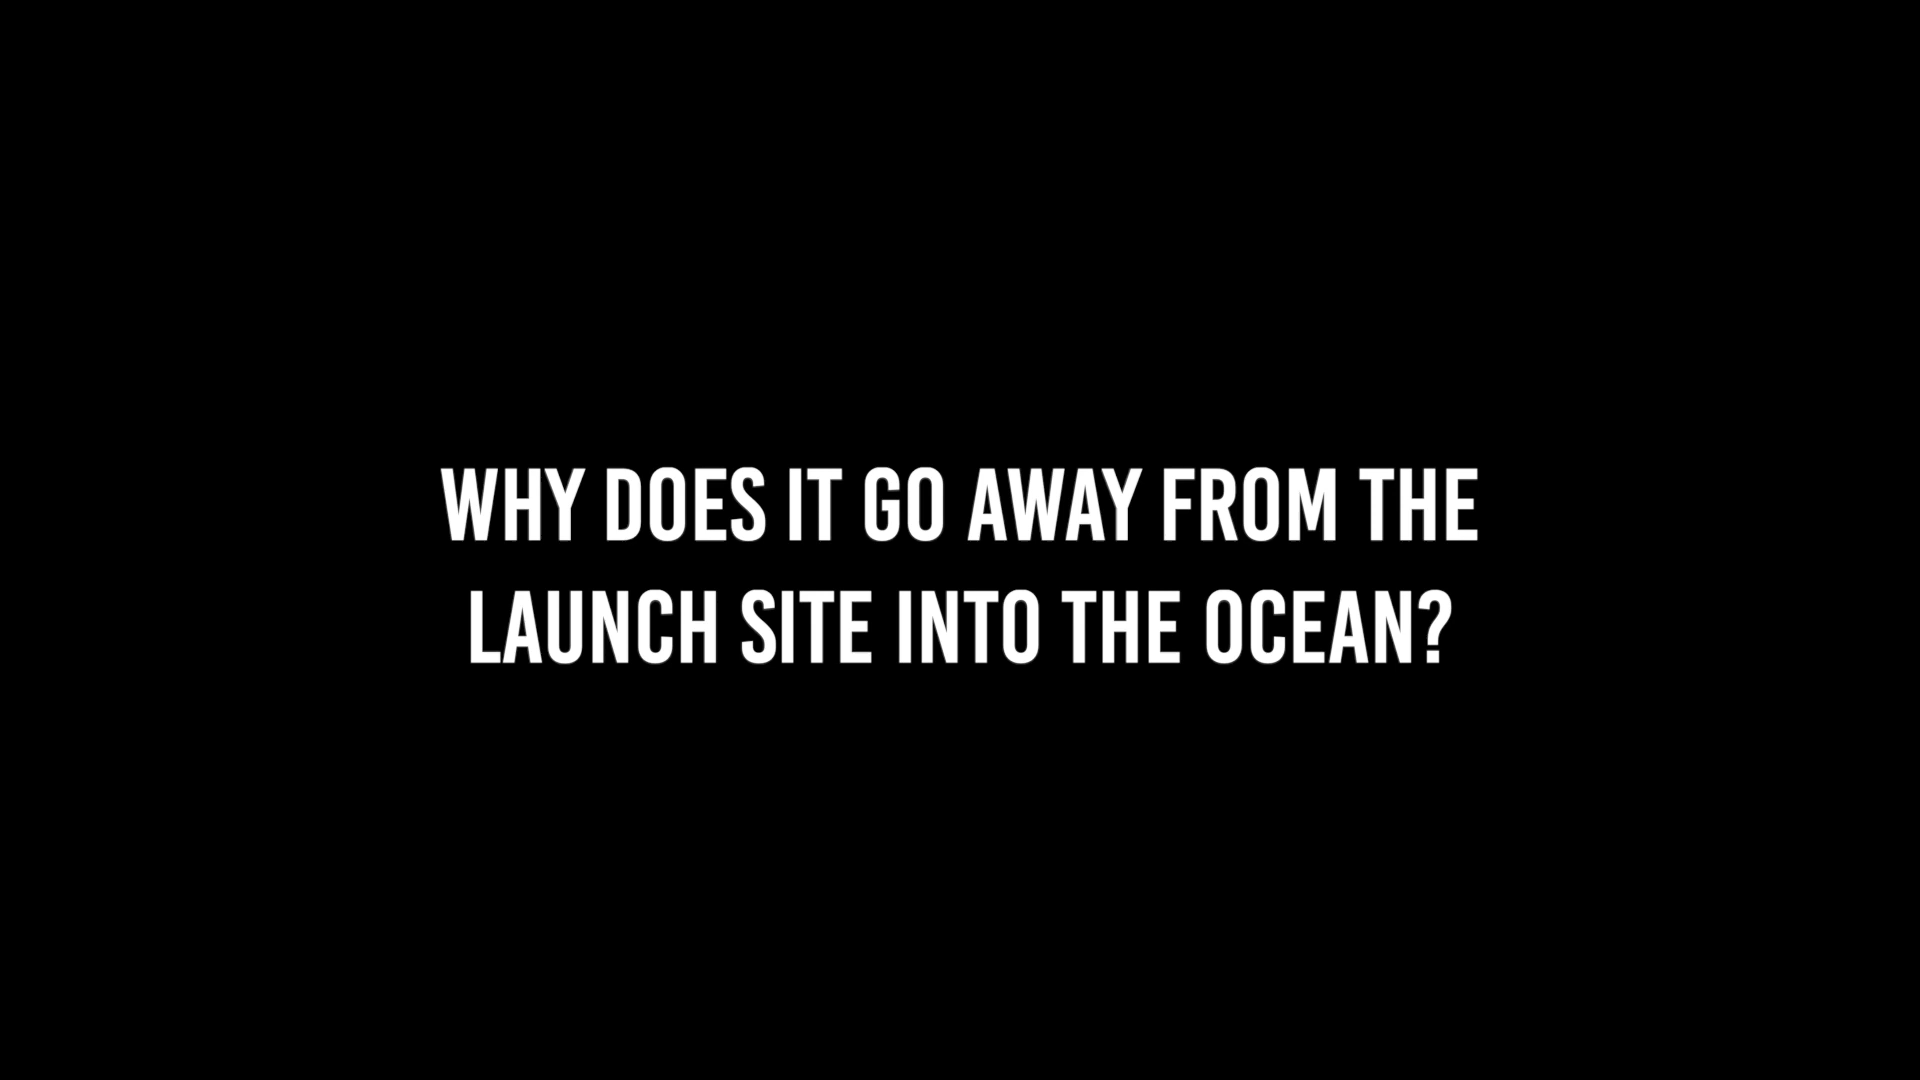 WHY DOES IT GO AWAY FROM THE
LAUNCH SITE INTO THE OCEAN?